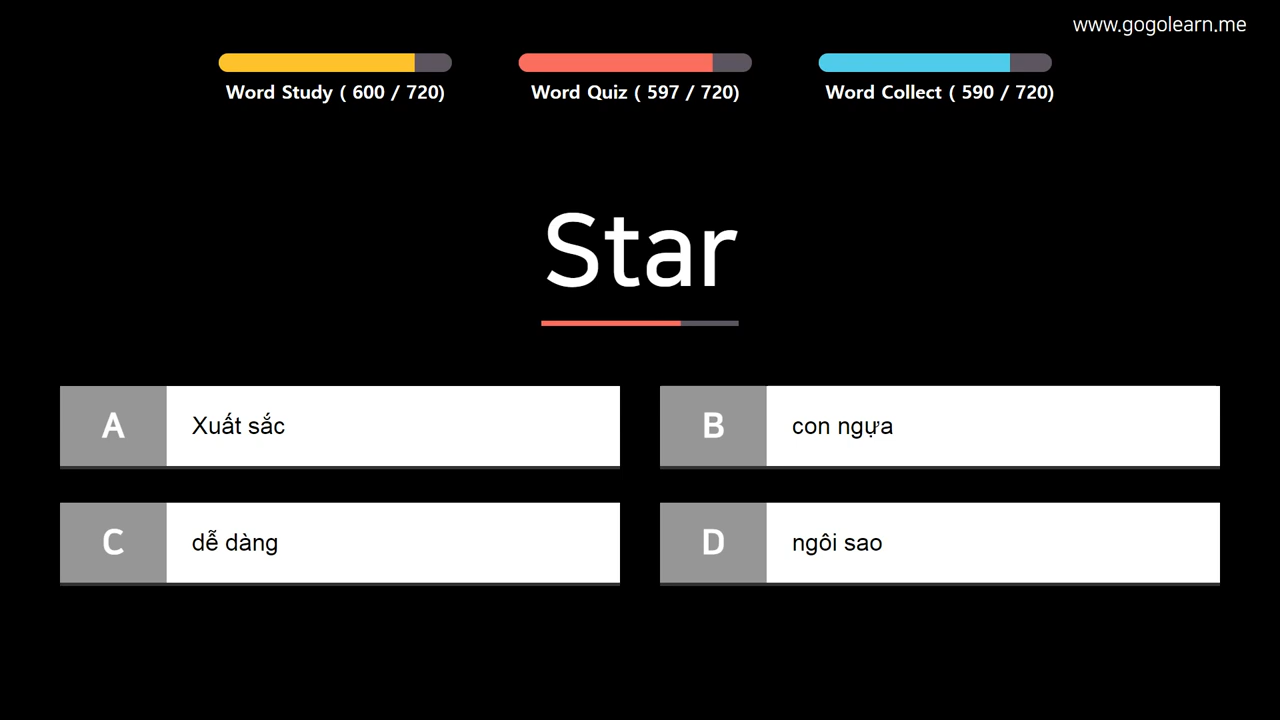 www.gogolearn.me
Word Study ( 600 / 720)
Word Quiz ( 597 / 720)
Word Collect ( 590 / 720)
Star
A
Xuất sắc
B
con ngựa
C
dễ dàng
D
ngôi sao